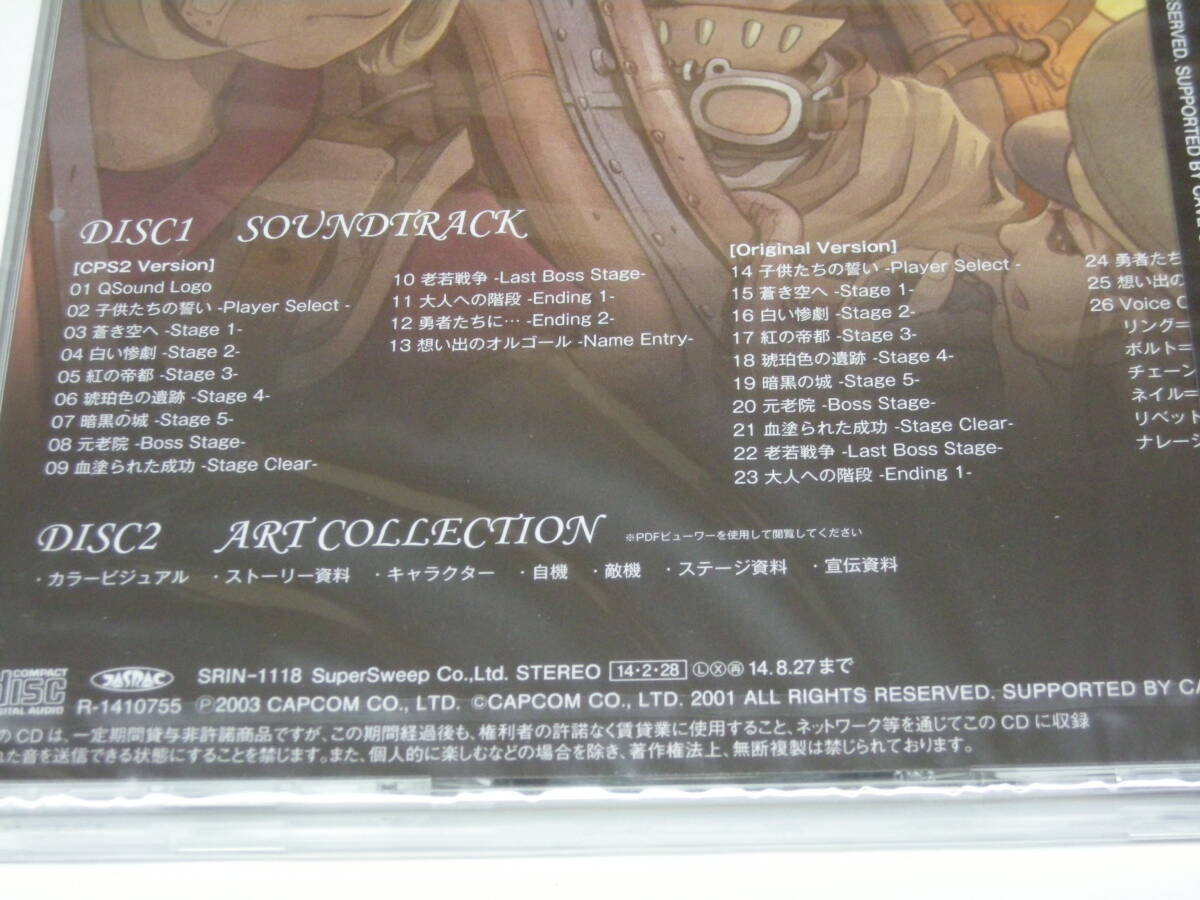 DISC1 SOUNDTRACK
[CPS2 Version]
01 QSound Logo
02 子供たちの誓い -Player Select -
03 蒼き空へ -Stage 1-
04 白い惨劇 -Stage 2-
05 紅の帝都 -Stage 3-
06 琥珀色の遺跡 -Stage 4-
07 暗黒の城 -Stage 5-
08 元老院 -Boss Stage-
09 血塗られた成功 -Stage Clear-
10 老若戦争 -Last Boss Stage-
11 大人への階段 -Ending 1-
12 勇者たちに… -Ending 2-
13 想い出のオルゴール -Name Entry-
[Original Version]
14 子供たちの誓い -Player Select -
15 蒼き空へ -Stage 1-
16 白い惨劇 -Stage 2-
17 紅の帝都 -Stage 3-
18 琥珀色の遺跡 -Stage 4-
19 暗黒の城 -Stage 5-
20 元老院 -Boss Stage-
21 血塗られた成功 -Stage Clear-
22 老若戦争 -Last Boss Stage-
23 大人への階段 -Ending 1-
24 勇者たち
25 想い出の
26 Voice C
リング=
ボルト=
チェーン
ネイル=
リベット
ナレーシ
DISC2 ART COLLECTION ※PDFビューワーを使用して閲覧してください
・カラービジュアル ・ストーリー資料 ・キャラクター ・自機 ・敵機 ・ステージ資料 ・宣伝資料
COMPACT disc DIGITAL AUDIO
JASRAC
R-1410755
SRIN-1118 SuperSweep Co.,Ltd. STEREO 14・2・28 Ⓛ Ⓧ 再 14.8.27まで
Ⓟ2003 CAPCOM CO., LTD. ©CAPCOM CO., LTD. 2001 ALL RIGHTS RESERVED. SUPPORTED BY CA
のCDは、一定期間貸与非許諾商品ですが、この期間経過後も、権利者の許諾なく賃貸業に使用すること、ネットワーク等を通じてこのCDに収録
れた音を送信できる状態にすることを禁じます。また、個人的に楽しむなどの場合を除き、著作権法上、無断複製は禁じられております。
ERVED. SUPPORTED BY